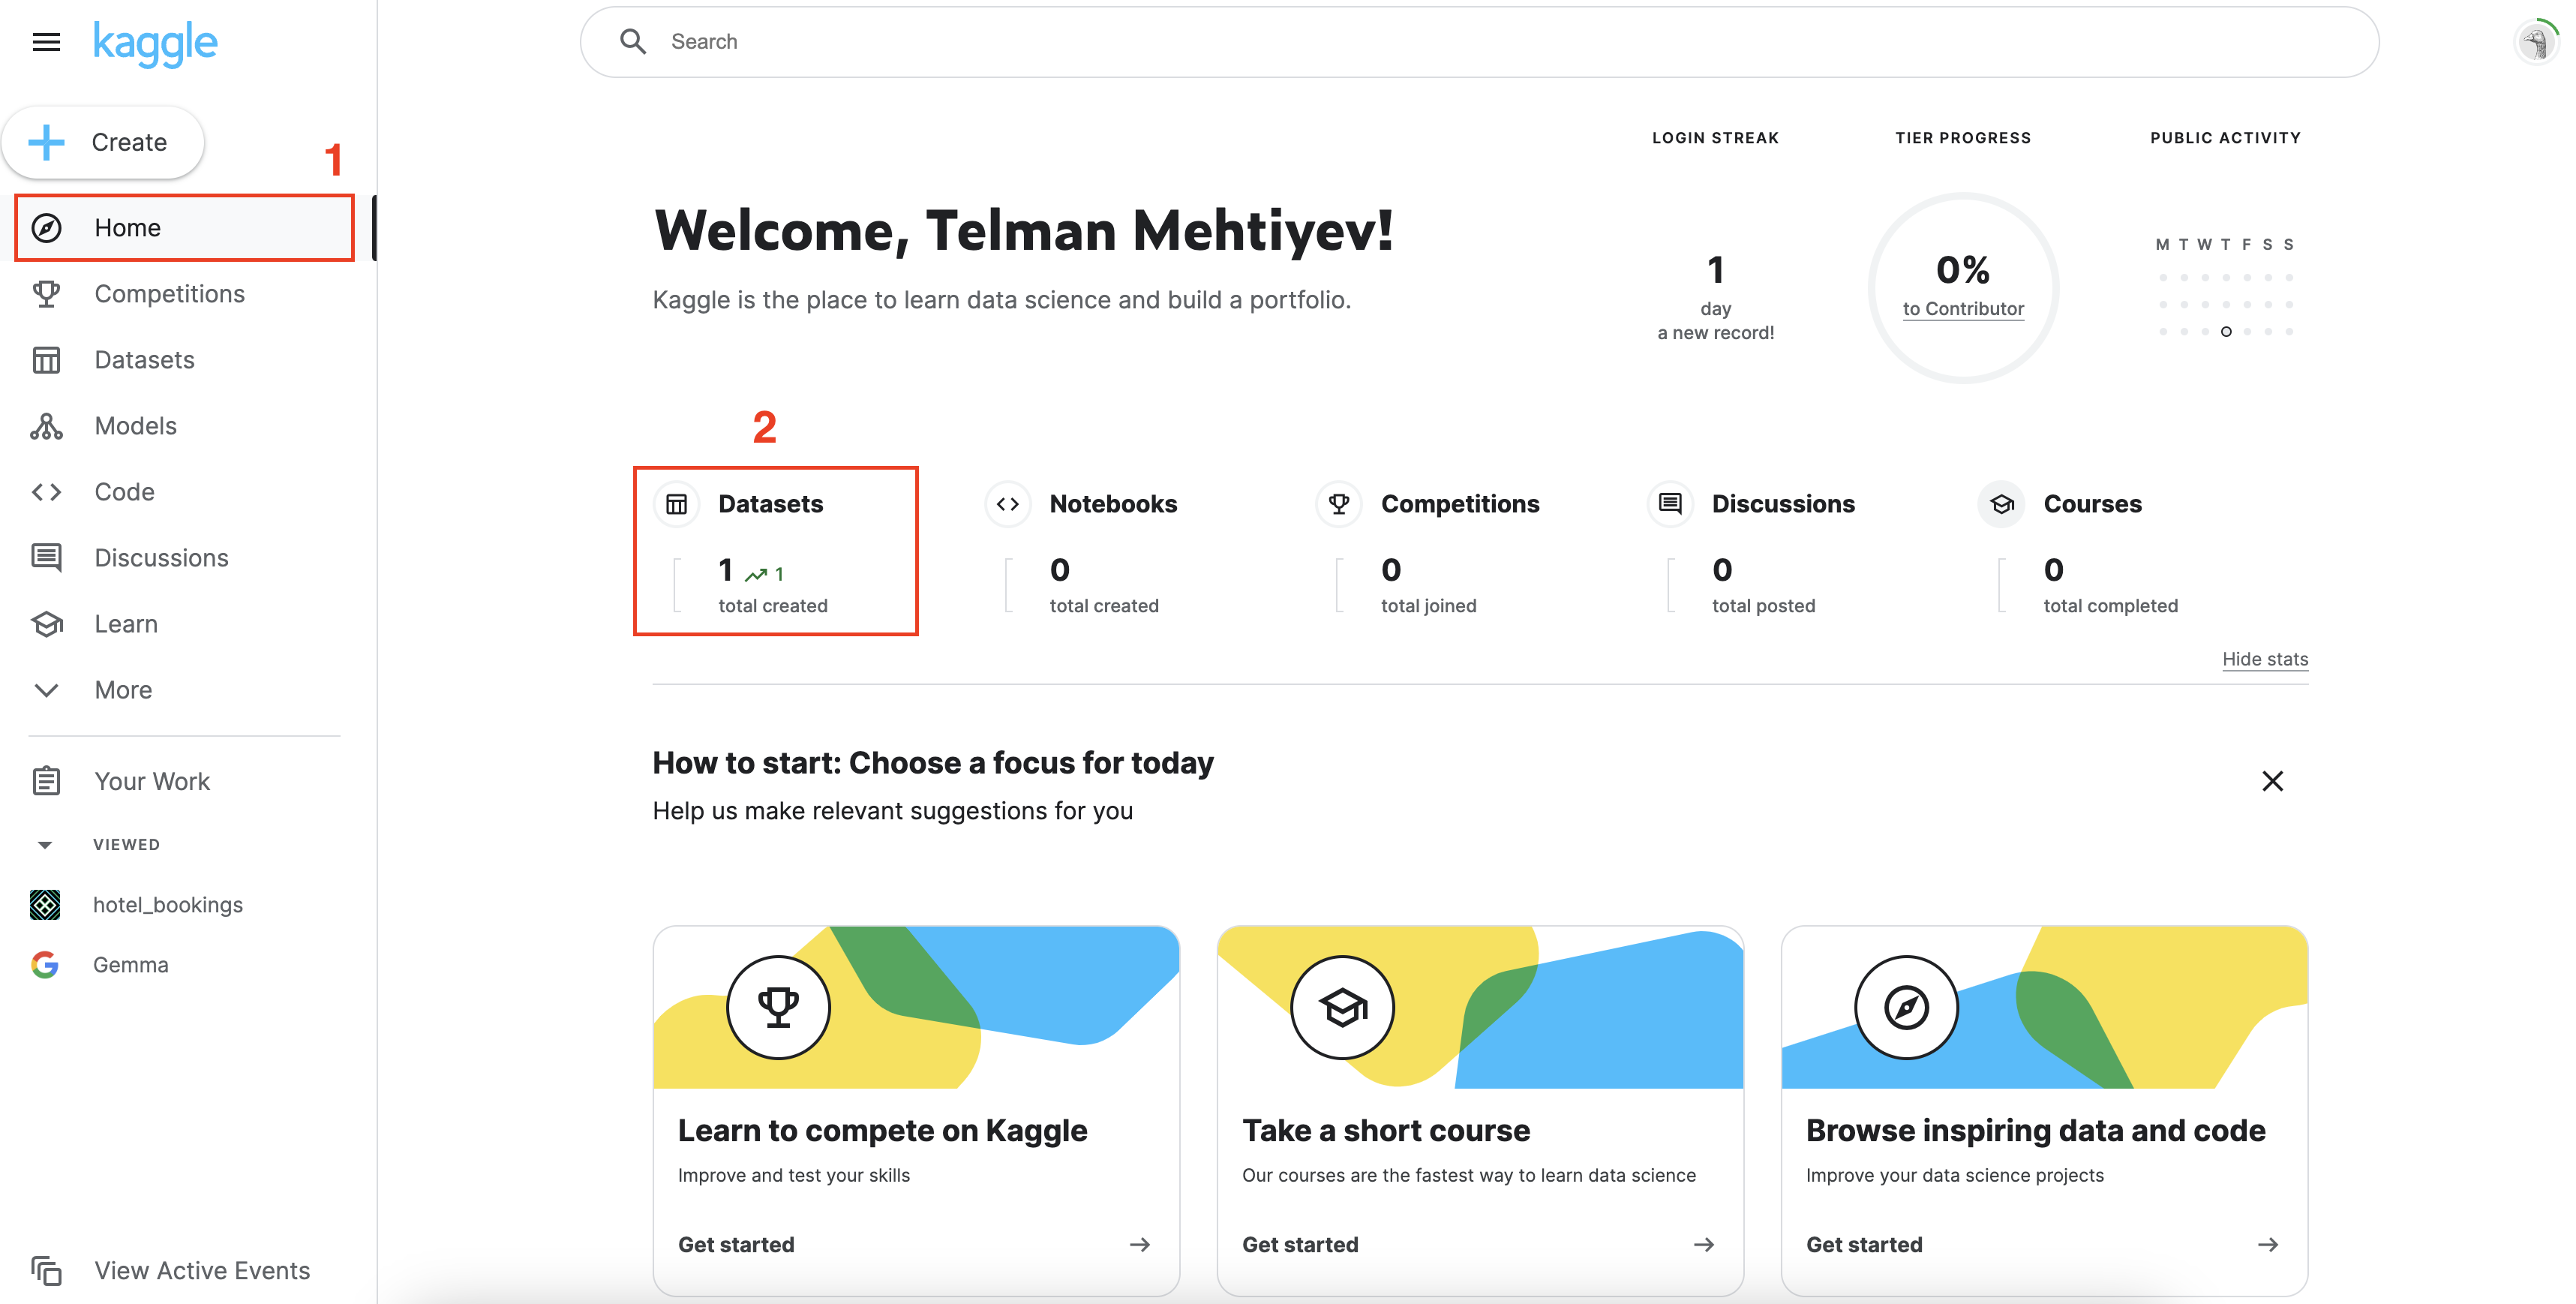 kaggle
Search
Create
1
Home
Competitions
Datasets
Models
Code
Discussions
Learn
More
Your Work
VIEWED
hotel_bookings
Gemma
View Active Events
LOGIN STREAK
TIER PROGRESS
PUBLIC ACTIVITY
Welcome, Telman Mehtiyev!
Kaggle is the place to learn data science and build a portfolio.
1
day
a new record!
0%
to Contributor
M T W T F S S
2
Datasets
1 1
total created
Notebooks
0
total created
Competitions
0
total joined
Discussions
0
total posted
Courses
0
total completed
Hide stats
How to start: Choose a focus for today
Help us make relevant suggestions for you
Learn to compete on Kaggle
Improve and test your skills
Get started
Take a short course
Our courses are the fastest way to learn data science
Get started
Browse inspiring data and code
Improve your data science projects
Get started